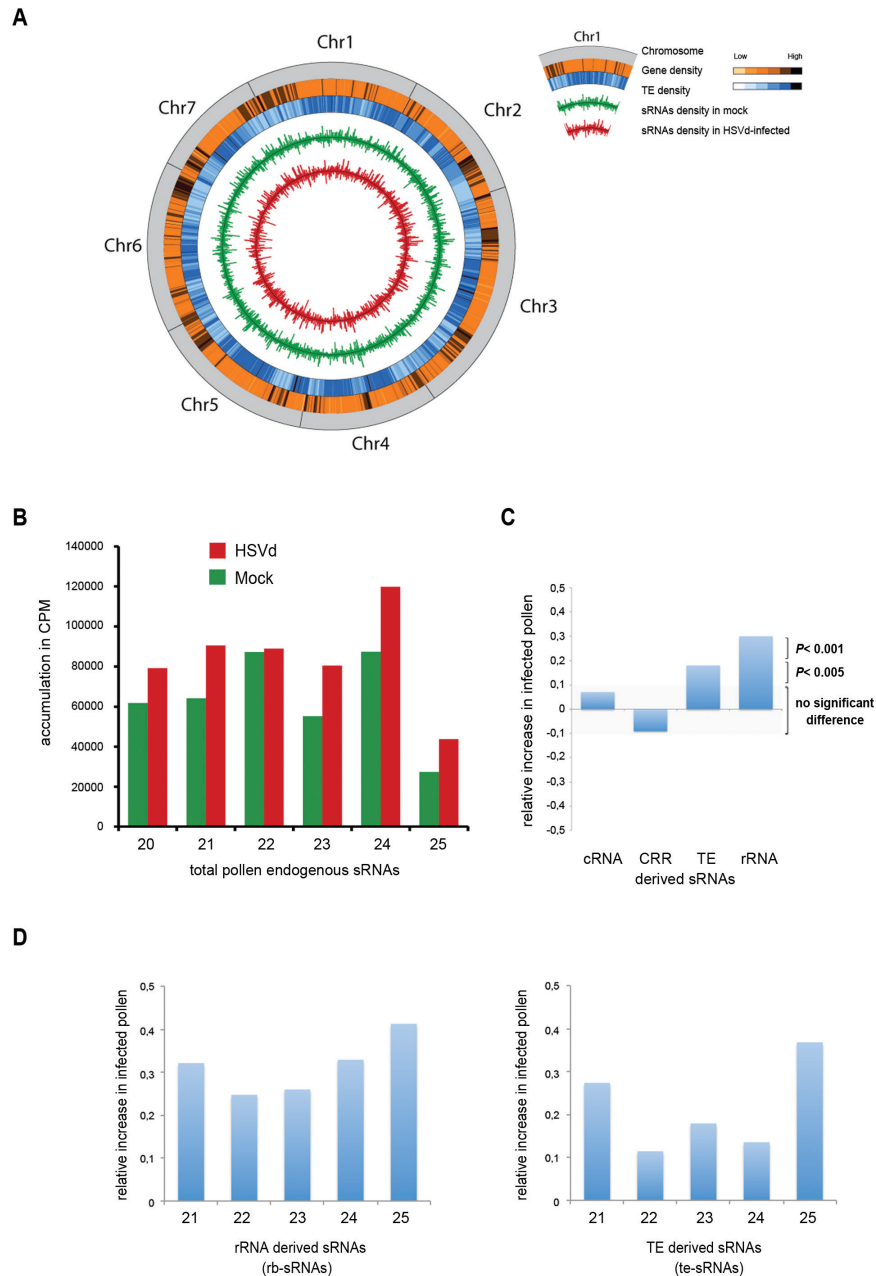 A
Chr1
Chr2
Chr3
Chr4
Chr5
Chr6
Chr7
Chr1
Chromosome
Gene density
TE density
sRNAs density in mock
sRNAs density in HSVd-infected
Low
High
B
HSVd
Mock
accumulation in CPM
140000
120000
100000
80000
60000
40000
20000
0
20 21 22 23 24 25
total pollen endogenous sRNAs
C
relative increase in infected pollen
0,5
0,4
0,3
0,2
0,1
0
-0,1
-0,2
-0,3
-0,4
-0,5
cRNA CRR TE rRNA
derived sRNAs
P< 0.001
P< 0.005
no significant
difference
D
relative increase in infected pollen
0,5
0,4
0,3
0,2
0,1
0
21 22 23 24 25
rRNA derived sRNAs
(rb-sRNAs)
relative increase in infected pollen
0,5
0,4
0,3
0,2
0,1
0
21 22 23 24 25
TE derived sRNAs
(te-sRNAs)